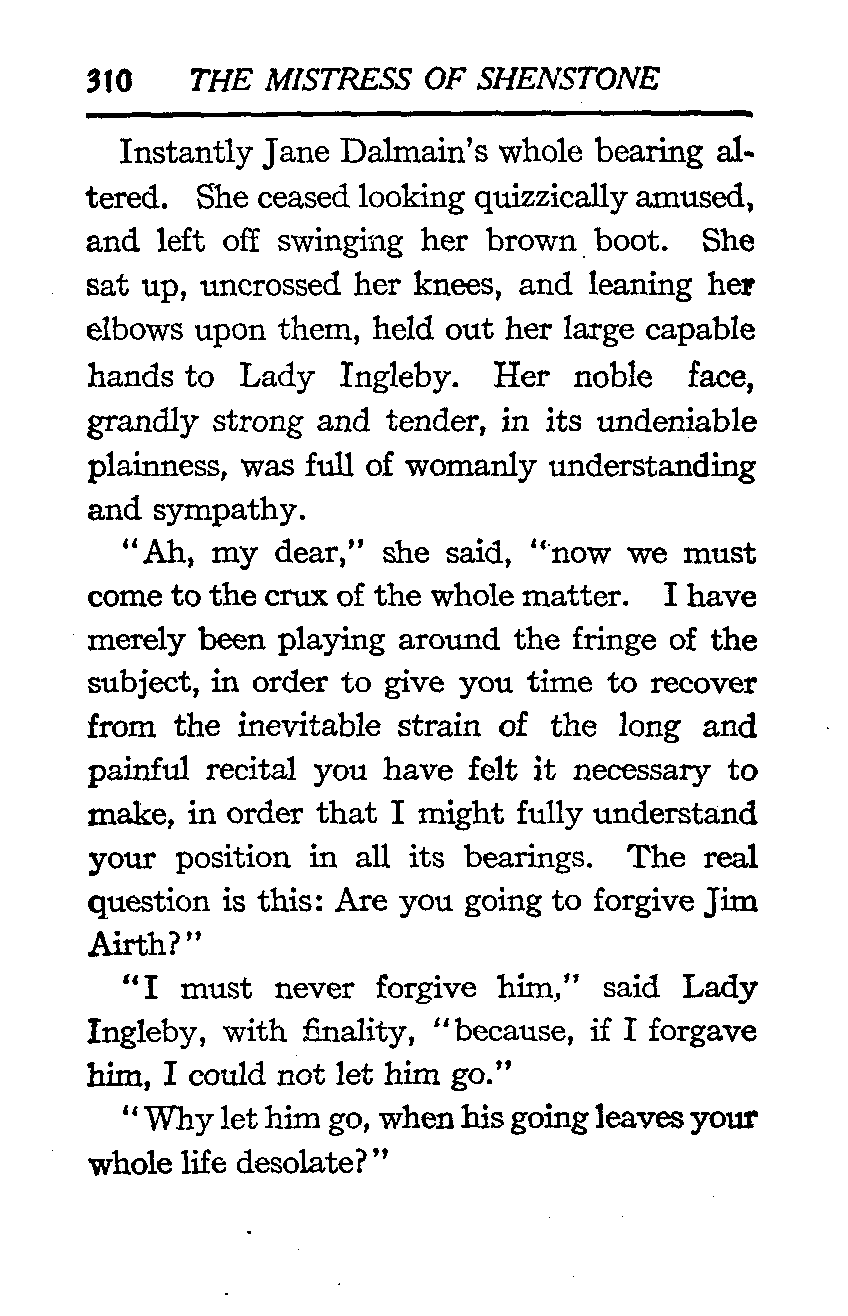 310 THE MISTRESS OF SHENSTONE
Instantly Jane Dalmain's whole bearing al-
tered. She ceased looking quizzically amused,
and left off swinging her brown boot. She
sat up, uncrossed her knees, and leaning her
elbows upon them, held out her large capable
hands to Lady Ingleby. Her noble face,
grandly strong and tender, in its undeniable
plainness, was full of womanly understanding
and sympathy.
"Ah, my dear," she said, "now we must
come to the crux of the whole matter. I have
merely been playing around the fringe of the
subject, in order to give you time to recover
from the inevitable strain of the long and
painful recital you have felt it necessary to
make, in order that I might fully understand
your position in all its bearings. The real
question is this: Are you going to forgive Jim
Airth?"
"I must never forgive him," said Lady
Ingleby, with finality, "because, if I forgave
him, I could not let him go."
"Why let him go, when his going leaves your
whole life desolate?"